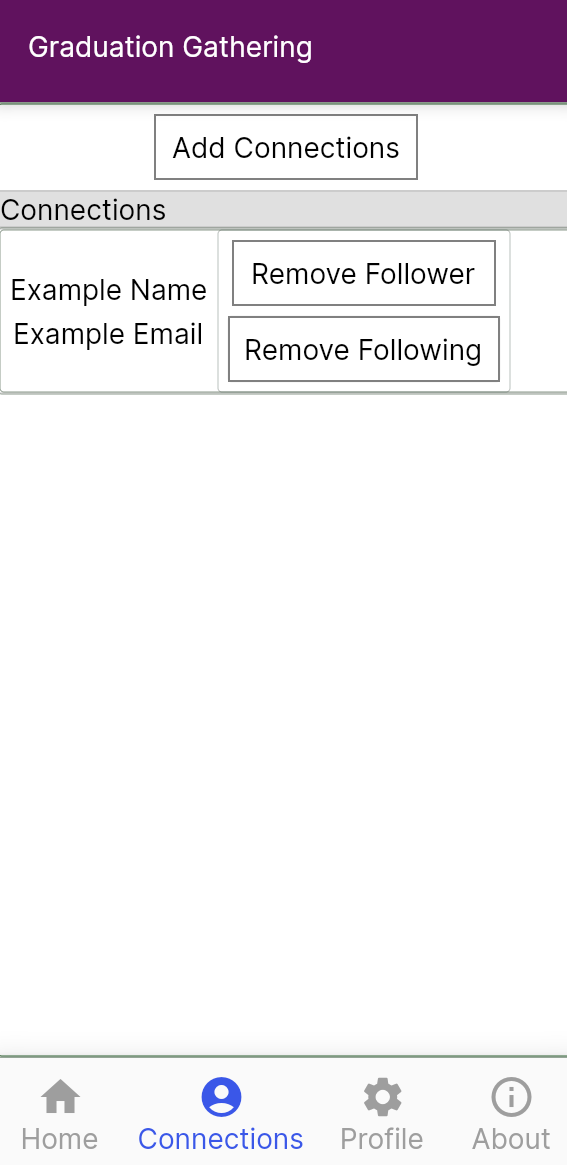 Graduation Gathering
Add Connections
Connections
Example Name
Example Email
Remove Follower
Remove Following
Home
Connections
Profile
About